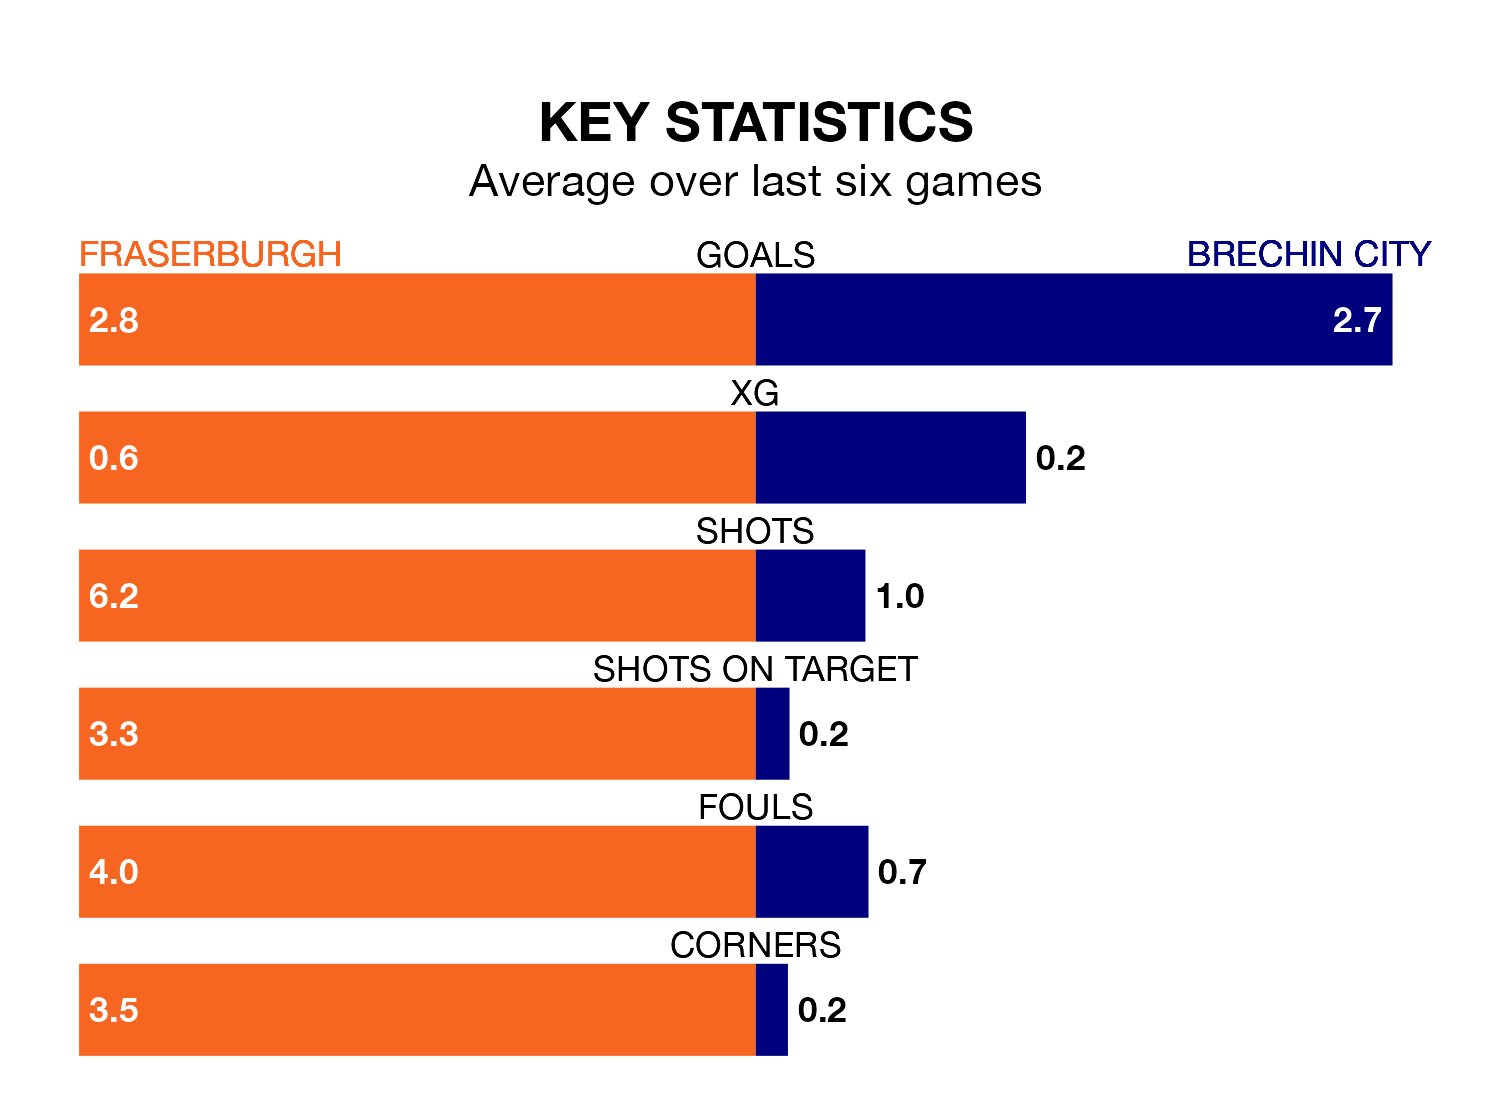 KEY STATISTICS
Average over last six games
FRASERBURGH GOALS BRECHIN CITY
2.8 2.7
XG
0.6 0.2
SHOTS
6.2 1.0
SHOTS ON TARGET
3.3 0.2
FOULS
4.0 0.7
CORNERS
3.5 0.2